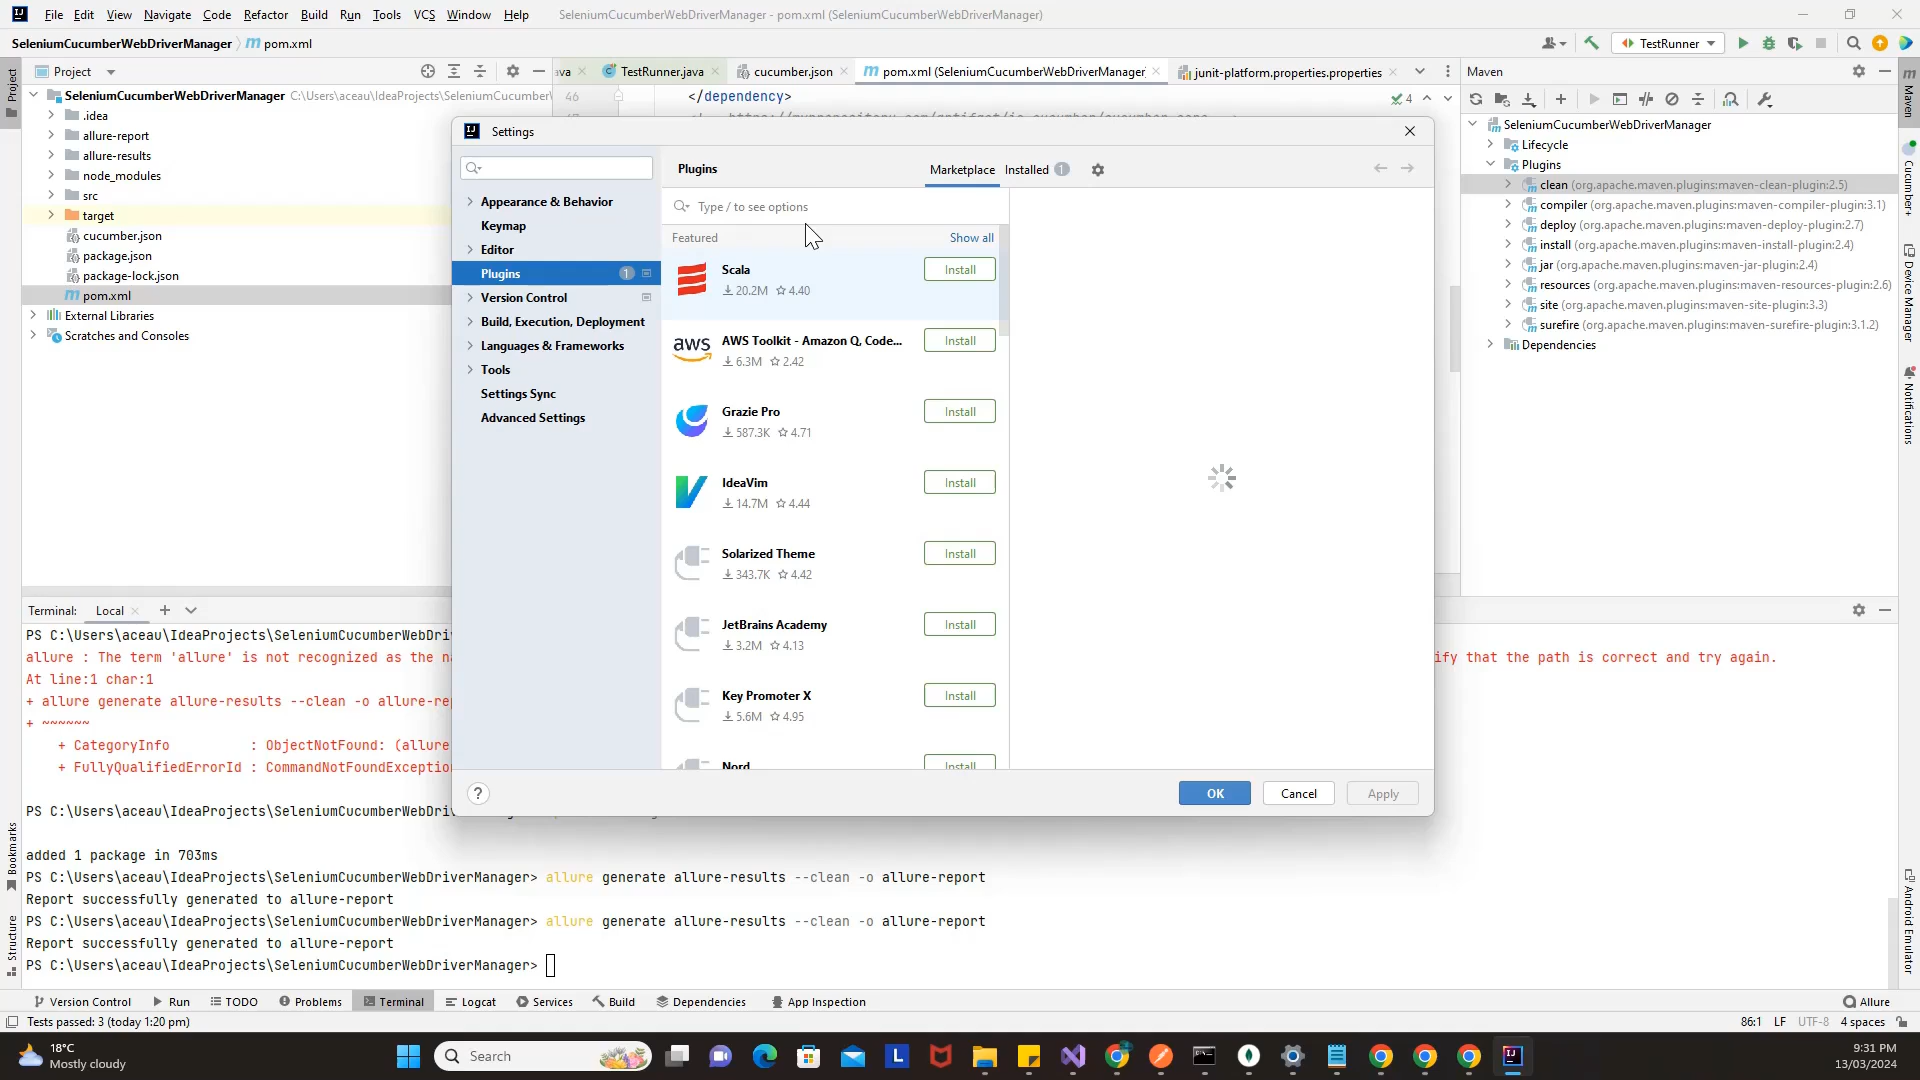 File Edit View Navigate Code Refactor Build Run Tools VCS Window Help SeleniumCucumberWebDriverManager - pom.xml (SeleniumCucumberWebDriverManager)
SeleniumCucumberWebDriverManager m pom.xml TestRunner
Project ava TestRunner.java cucumber.json pom.xml (SeleniumCucumberWebDriverManager) junit-platform.properties.properties Maven
SeleniumCucumberWebDriverManager C:\Users\aceau\IdeaProjects\SeleniumCucumberW
.idea
allure-report
allure-results
node_modules
src
target
cucumber.json
package.json
package-lock.json
pom.xml
External Libraries
Scratches and Consoles
46 </dependency> 4
Settings
Appearance & Behavior
Keymap
Editor
Plugins 1
Version Control
Build, Execution, Deployment
Languages & Frameworks
Tools
Settings Sync
Advanced Settings
Plugins Marketplace Installed 1
Type / to see options
Featured Show all
Scala Install
20.2M 4.40
AWS Toolkit - Amazon Q, Code... Install
6.3M 2.42
Grazie Pro Install
587.3K 4.71
IdeaVim Install
14.7M 4.44
Solarized Theme Install
343.7K 4.42
JetBrains Academy Install
3.2M 4.13
Key Promoter X Install
5.6M 4.95
Nord Install
? OK Cancel Apply
SeleniumCucumberWebDriverManager
Lifecycle
Plugins
clean (org.apache.maven.plugins:maven-clean-plugin:2.5)
compiler (org.apache.maven.plugins:maven-compiler-plugin:3.1)
deploy (org.apache.maven.plugins:maven-deploy-plugin:2.7)
install (org.apache.maven.plugins:maven-install-plugin:2.4)
jar (org.apache.maven.plugins:maven-jar-plugin:2.4)
resources (org.apache.maven.plugins:maven-resources-plugin:2.6)
site (org.apache.maven.plugins:maven-site-plugin:3.3)
surefire (org.apache.maven.plugins:maven-surefire-plugin:3.1.2)
Dependencies
Project
Bookmarks
Structure
Maven
Cucumber+
Device Manager
Notifications
Android Emulator
Terminal: Local
PS C:\Users\aceau\IdeaProjects\SeleniumCucumberWebDri
allure : The term 'allure' is not recognized as the na ify that the path is correct and try again.
At line:1 char:1
+ allure generate allure-results --clean -o allure-rep
+ ~~~~~~
+ CategoryInfo : ObjectNotFound: (allure
+ FullyQualifiedErrorId : CommandNotFoundException
PS C:\Users\aceau\IdeaProjects\SeleniumCucumberWebDri
added 1 package in 703ms
PS C:\Users\aceau\IdeaProjects\SeleniumCucumberWebDriverManager> allure generate allure-results --clean -o allure-report
Report successfully generated to allure-report
PS C:\Users\aceau\IdeaProjects\SeleniumCucumberWebDriverManager> allure generate allure-results --clean -o allure-report
Report successfully generated to allure-report
PS C:\Users\aceau\IdeaProjects\SeleniumCucumberWebDriverManager>
Version Control Run TODO Problems Terminal Logcat Services Build Dependencies App Inspection Allure
Tests passed: 3 (today 1:20 pm) 86:1 LF UTF-8 4 spaces
18°C
Mostly cloudy
Search
9:31 PM
13/03/2024